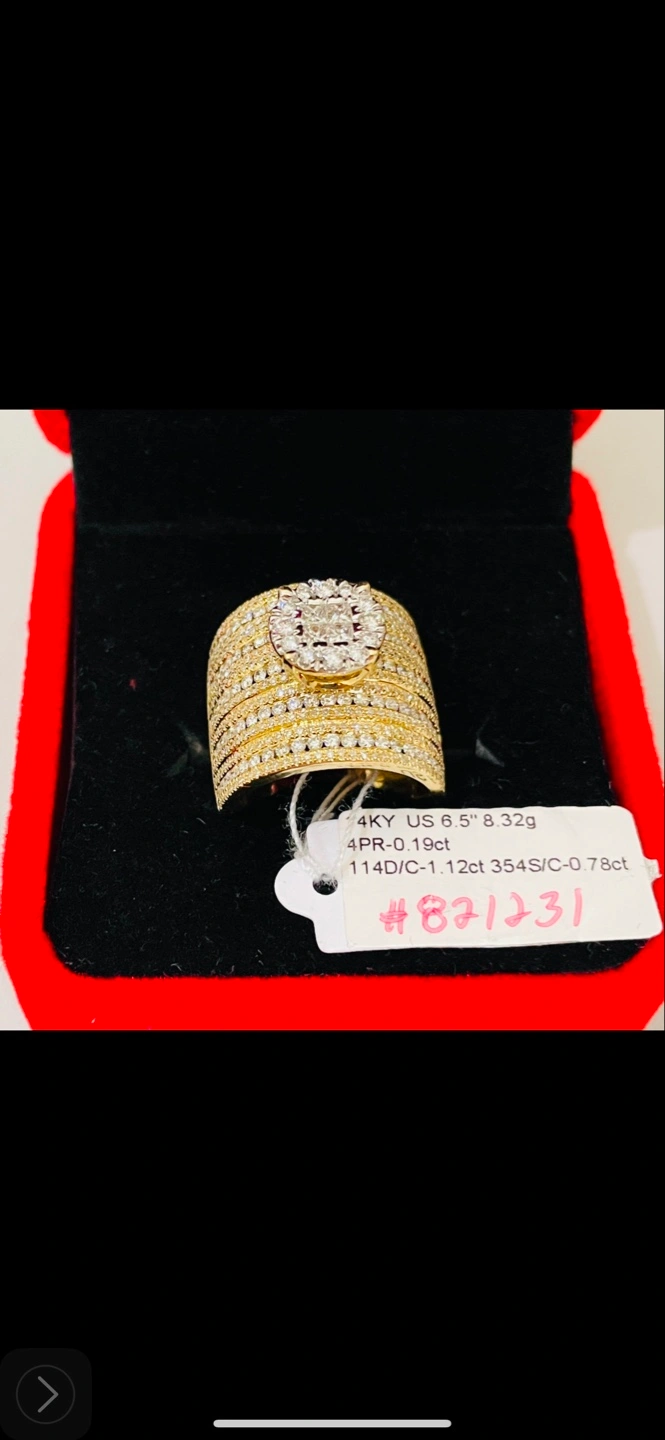 4KY US 6.5" 8.32g
4PR-0.19ct
114D/C-1.12ct 354S/C-0.78ct
#821231